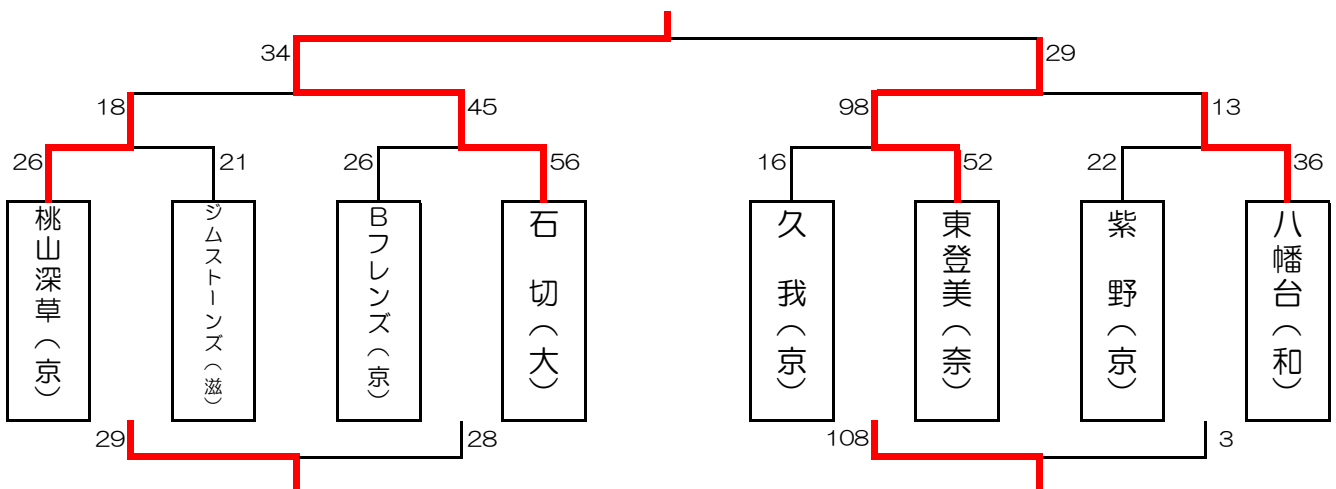 34
29
18
45
98
13
26
21
26
56
16
52
22
36
桃山深草（京）
ジムストーンズ（滋）
Bフレンズ（京）
石切（大）
久我（京）
東登美（奈）
紫野（京）
八幡台（和）
29
28
108
3